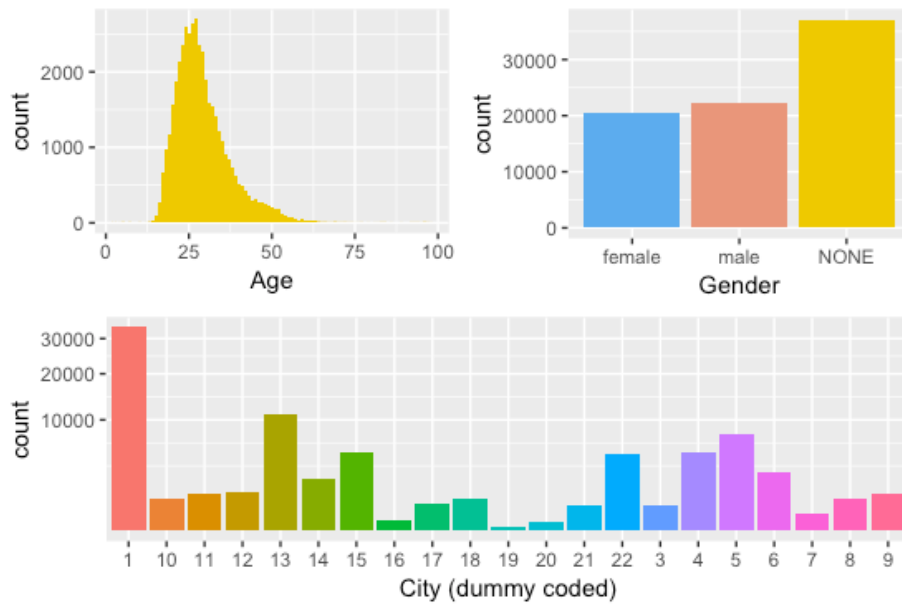 count
2000
1000
0
0 25 50 75 100
Age
count
30000
20000
10000
0
female male NONE
Gender
count
30000
20000
10000
1 10 11 12 13 14 15 16 17 18 19 20 21 22 3 4 5 6 7 8 9
City (dummy coded)